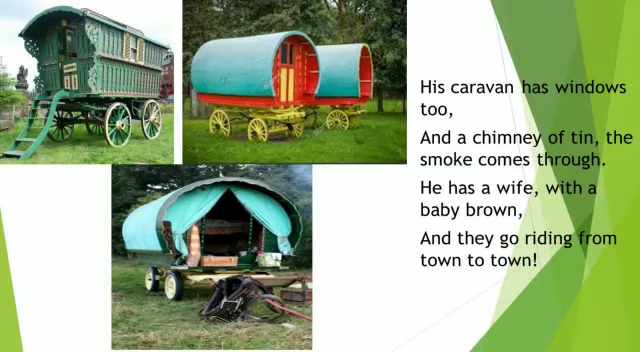 His caravan has windows
too,
And a chimney of tin, the
smoke comes through.
He has a wife, with a
baby brown,
And they go riding from
town to town!